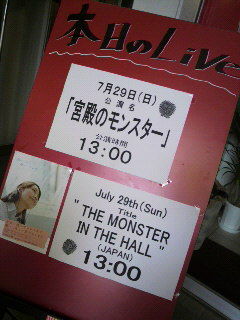 本日のLive
7月29日(日)
公演名
「宮殿のモンスター」
公演時間
13:00
July 29th(Sun)
Title
" THE MONSTER
IN THE HALL "
(JAPAN)
13:00